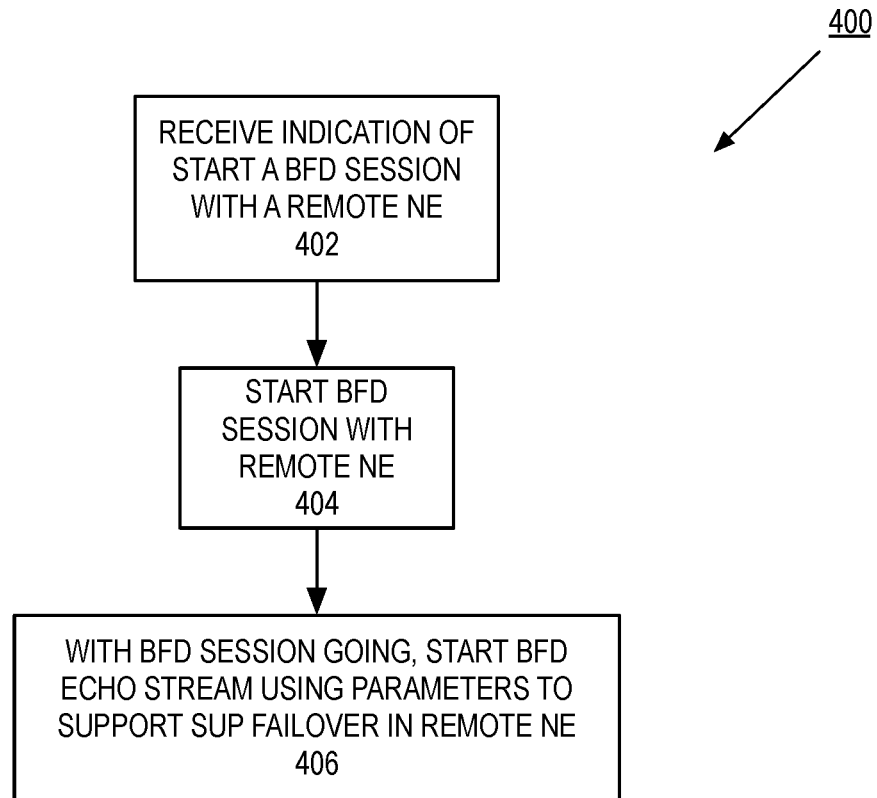 400
RECEIVE INDICATION OF
START A BFD SESSION
WITH A REMOTE NE
402
START BFD
SESSION WITH
REMOTE NE
404
WITH BFD SESSION GOING, START BFD
ECHO STREAM USING PARAMETERS TO
SUPPORT SUP FAILOVER IN REMOTE NE
406